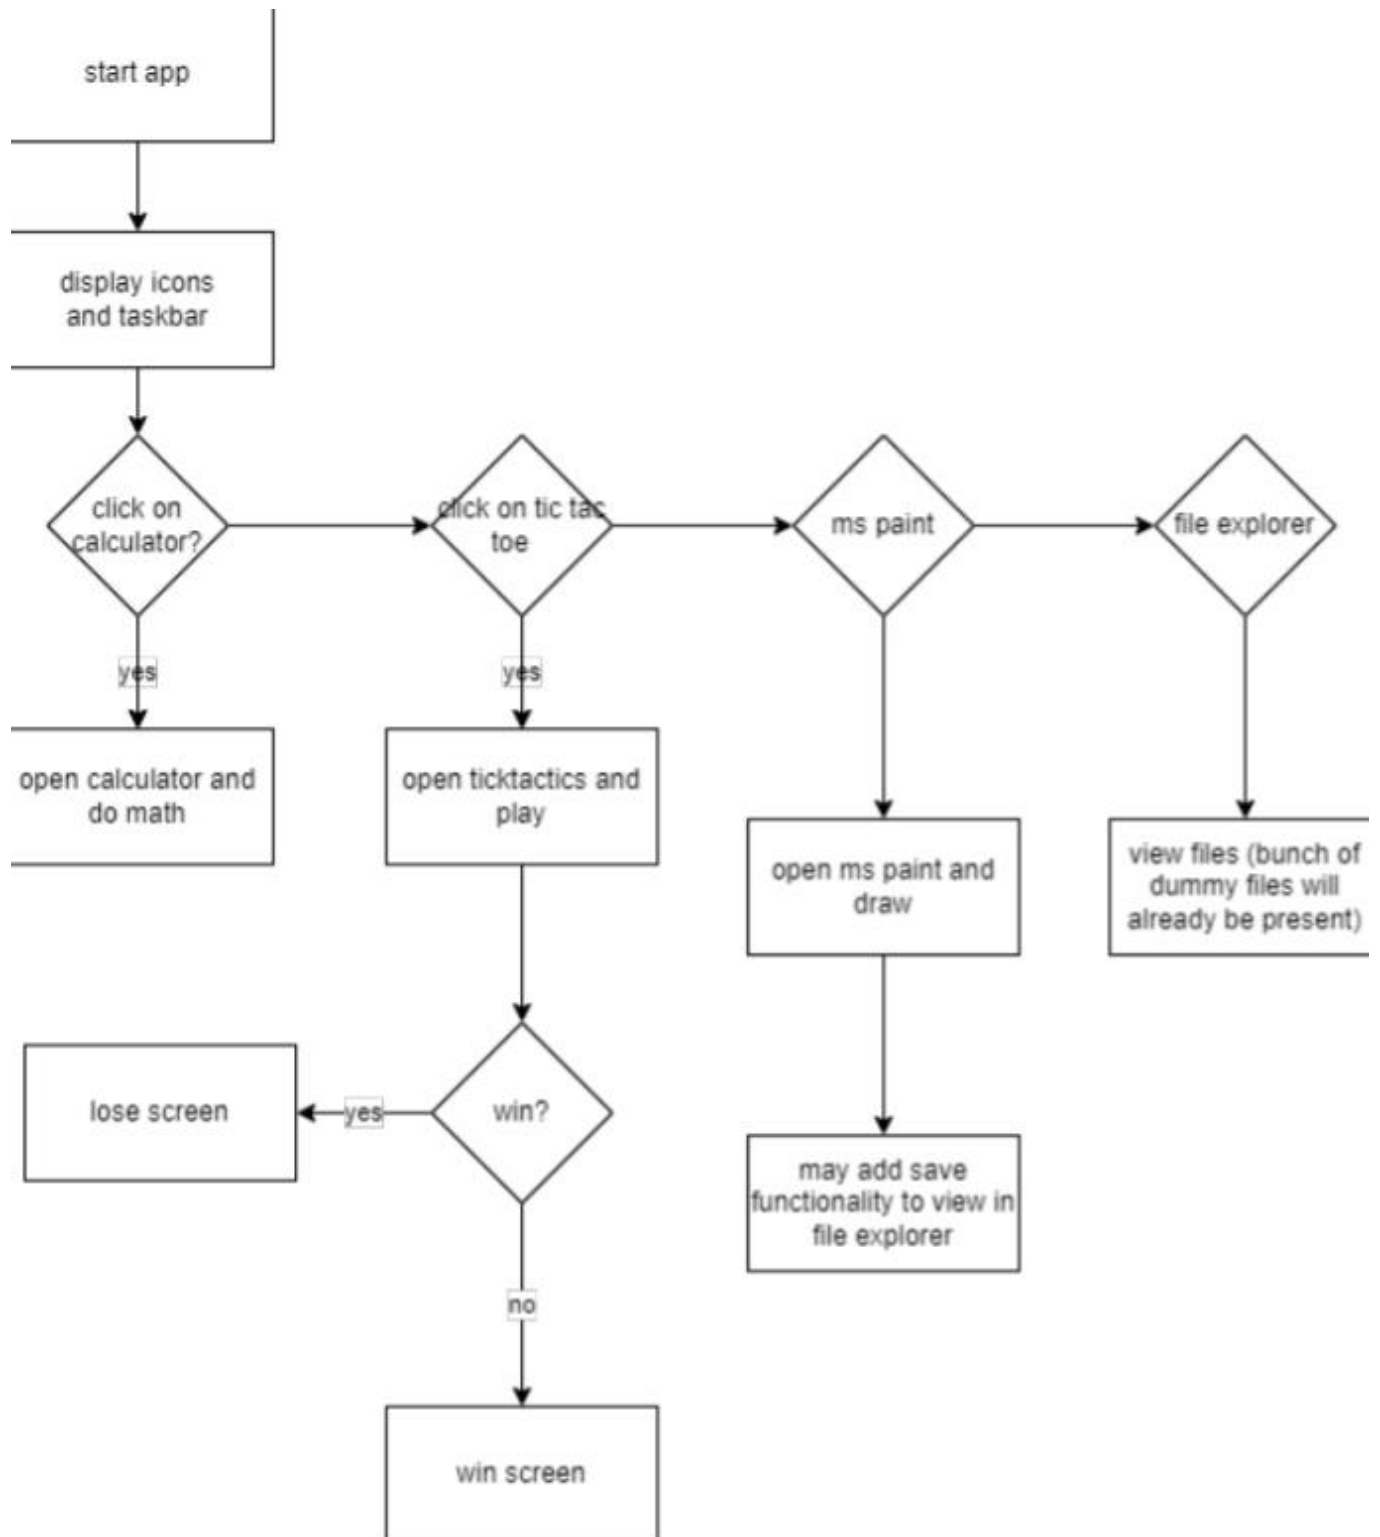 start app
display icons
and taskbar
click on
calculator?
click on tic tac
toe
ms paint
file explorer
yes
yes
open calculator and
do math
open ticktactics and
play
open ms paint and
draw
view files (bunch of
dummy files will
already be present)
lose screen
yes
win?
may add save
functionality to view in
file explorer
no
win screen